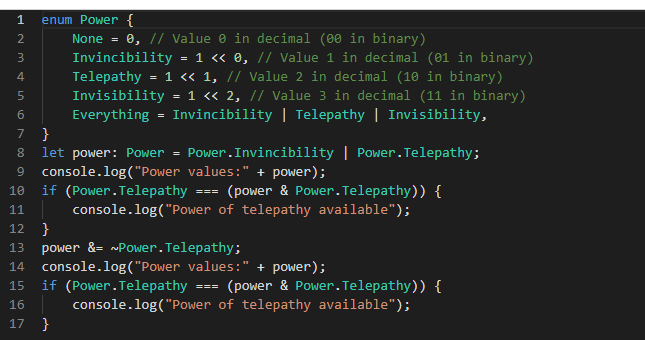 1 enum Power {
2 None = 0, // Value 0 in decimal (00 in binary)
3 Invincibility = 1 << 0, // Value 1 in decimal (01 in binary)
4 Telepathy = 1 << 1, // Value 2 in decimal (10 in binary)
5 Invisibility = 1 << 2, // Value 3 in decimal (11 in binary)
6 Everything = Invincibility | Telepathy | Invisibility,
7 }
8 let power: Power = Power.Invincibility | Power.Telepathy;
9 console.log("Power values:" + power);
10 if (Power.Telepathy === (power & Power.Telepathy)) {
11 console.log("Power of telepathy available");
12 }
13 power &= ~Power.Telepathy;
14 console.log("Power values:" + power);
15 if (Power.Telepathy === (power & Power.Telepathy)) {
16 console.log("Power of telepathy available");
17 }